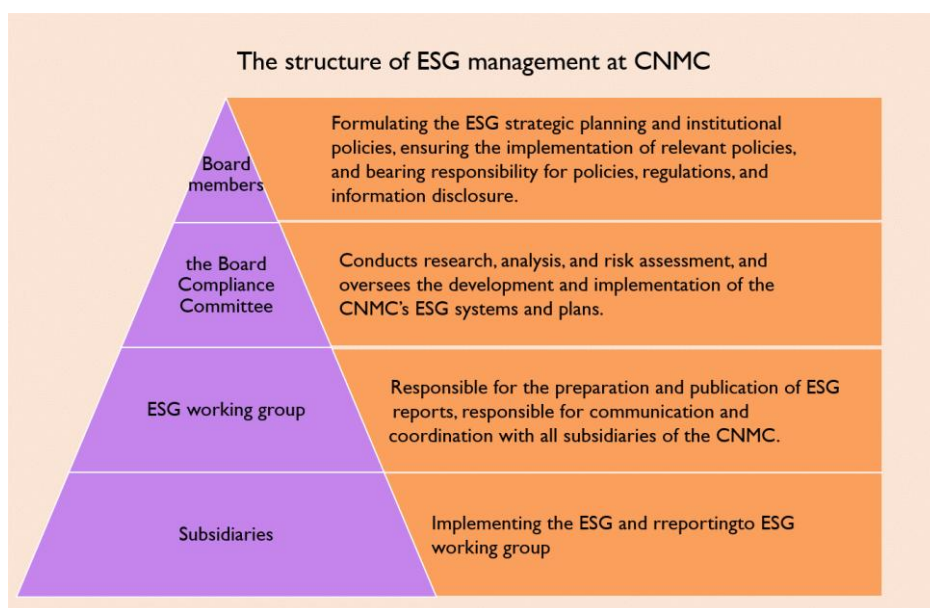 The structure of ESG management at CNMC
Board
members
Formulating the ESG strategic planning and institutional
policies, ensuring the implementation of relevant policies,
and bearing responsibility for policies, regulations, and
information disclosure.
the Board
Compliance
Committee
Conducts research, analysis, and risk assessment, and
oversees the development and implementation of the
CNMC's ESG systems and plans.
ESG working group
Responsible for the preparation and publication of ESG
reports, responsible for communication and
coordination with all subsidiaries of the CNMC.
Subsidiaries
Implementing the ESG and rreportingto ESG
working group